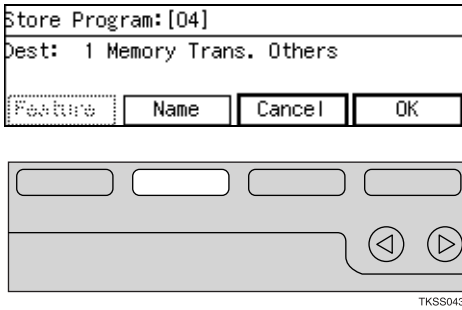 Store Program:[04]
Dest: 1 Memory Trans. Others
Feature Name Cancel OK
TKSS043